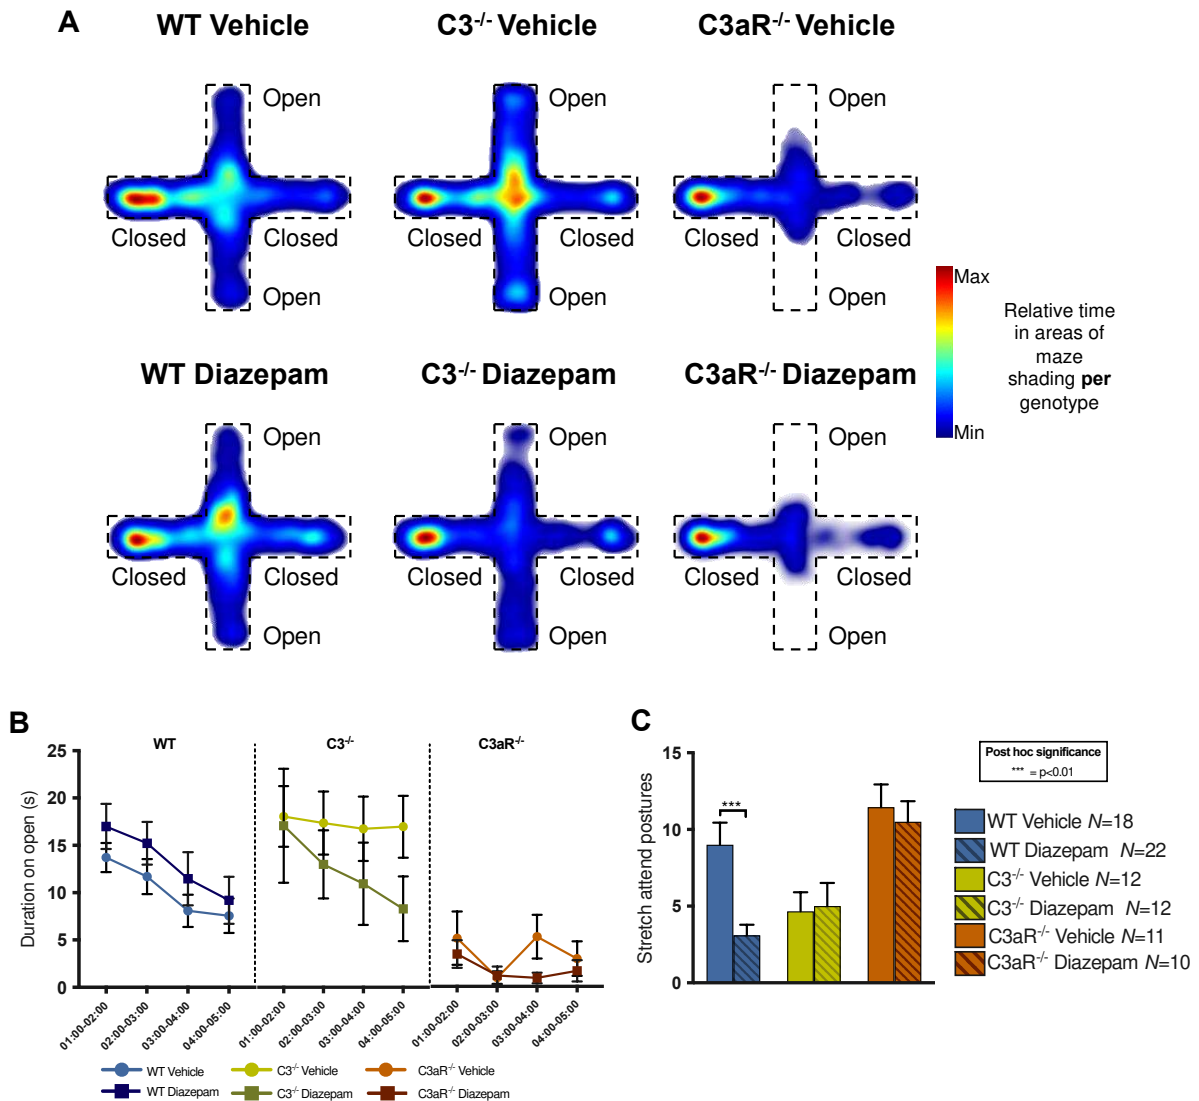 A
WT Vehicle
C3-/- Vehicle
C3aR-/- Vehicle
Open
Open
Open
Closed
Closed
Closed
Closed
Closed
Closed
Open
Open
Open
Max
Min
Relative time
in areas of
maze
shading per
genotype
WT Diazepam
C3-/- Diazepam
C3aR-/- Diazepam
Open
Open
Open
Closed
Closed
Closed
Closed
Closed
Closed
Open
Open
Open
B
WT
C3-/-
C3aR-/-
Duration on open (s)
25
20
15
10
5
0
01:00-02:00
02:00-03:00
03:00-04:00
04:00-05:00
01:00-02:00
02:00-03:00
03:00-04:00
04:00-05:00
01:00-02:00
02:00-03:00
03:00-04:00
04:00-05:00
WT Vehicle
C3-/- Vehicle
C3aR-/- Vehicle
WT Diazepam
C3-/- Diazepam
C3aR-/- Diazepam
C
Stretch attend postures
15
10
5
0
***
Post hoc significance
*** = p<0.01
WT Vehicle N=18
WT Diazepam N=22
C3-/- Vehicle N=12
C3-/- Diazepam N=12
C3aR-/- Vehicle N=11
C3aR-/- Diazepam N=10